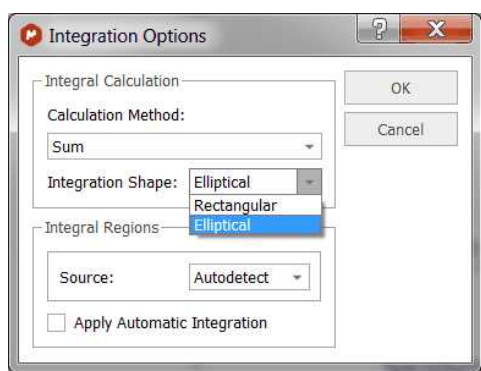 Integration Options
Integral Calculation
OK
Calculation Method:
Cancel
Sum
Integration Shape: Elliptical
Rectangular
Elliptical
Integral Regions
Source: Autodetect
Apply Automatic Integration